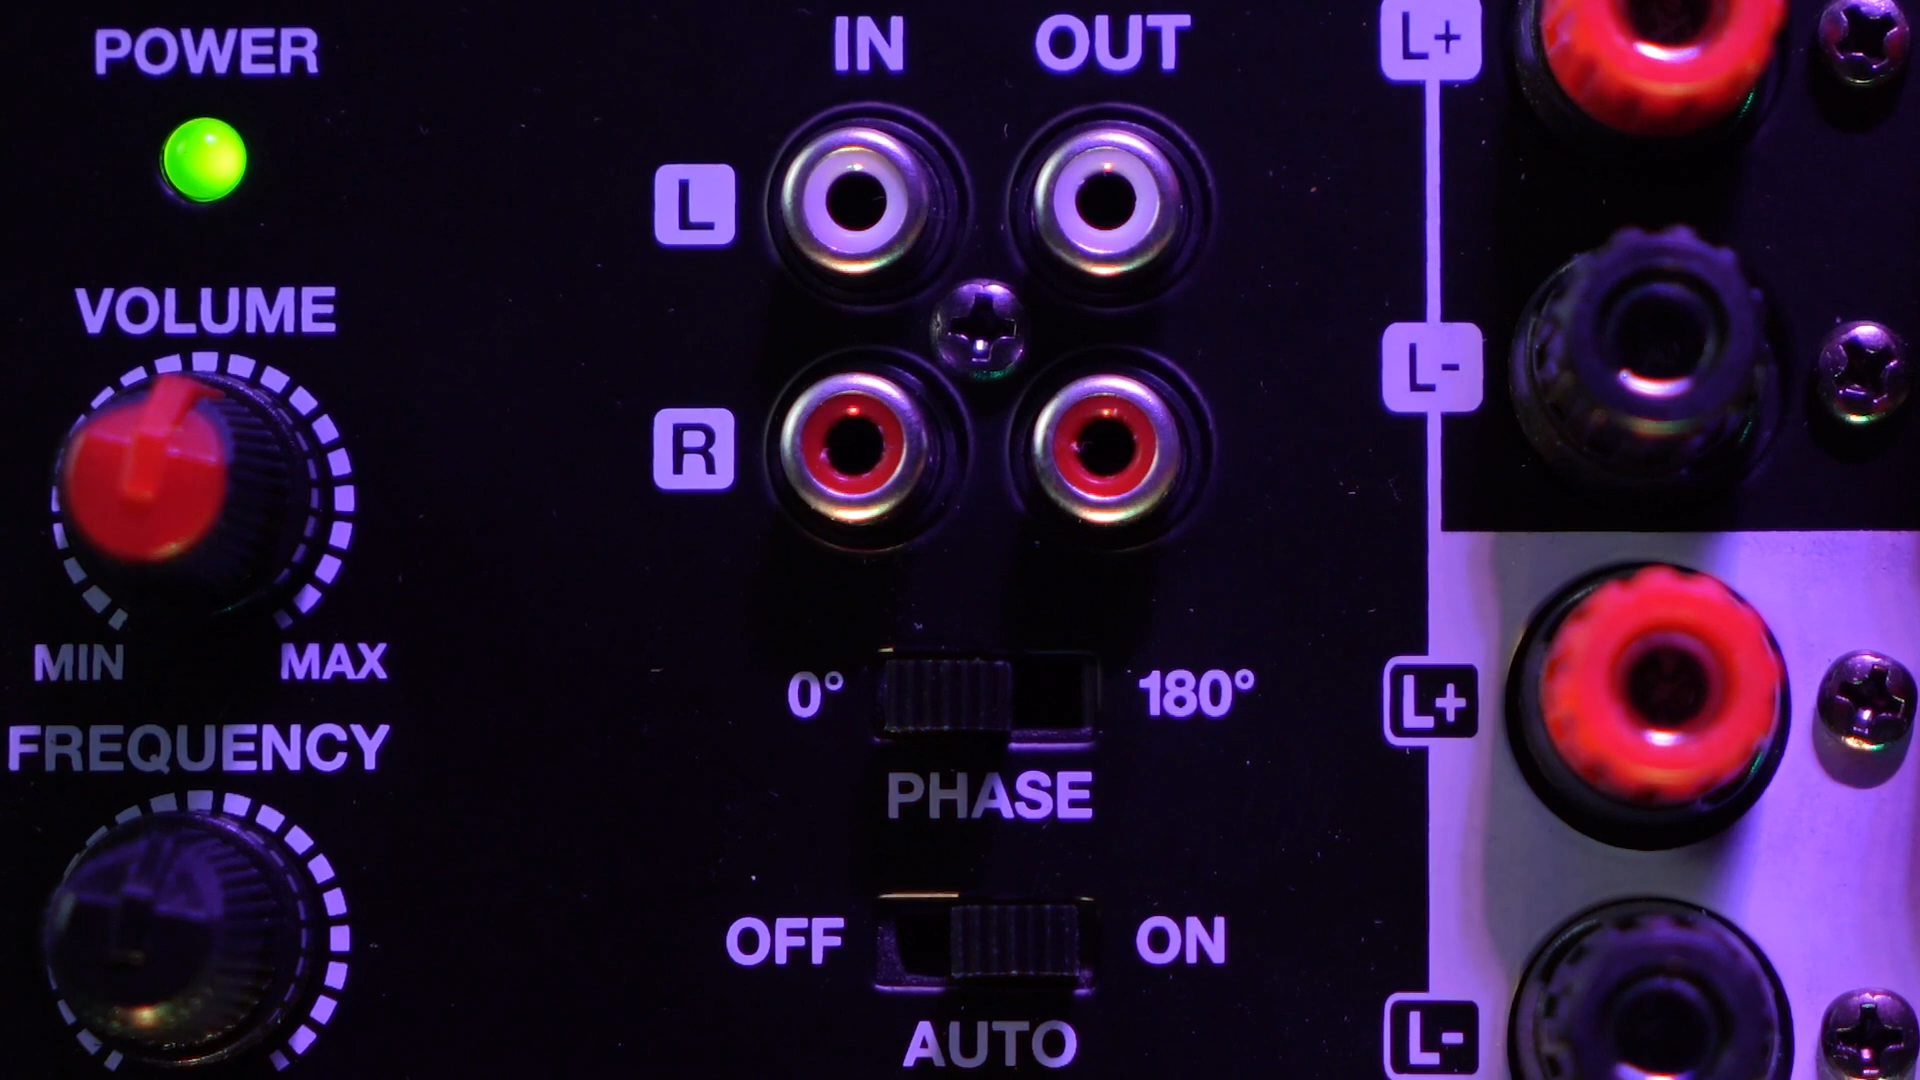 POWER
VOLUME
MIN MAX
FREQUENCY
IN OUT
L
R
0° 180°
PHASE
OFF ON
AUTO
L+
L-
L+
L-